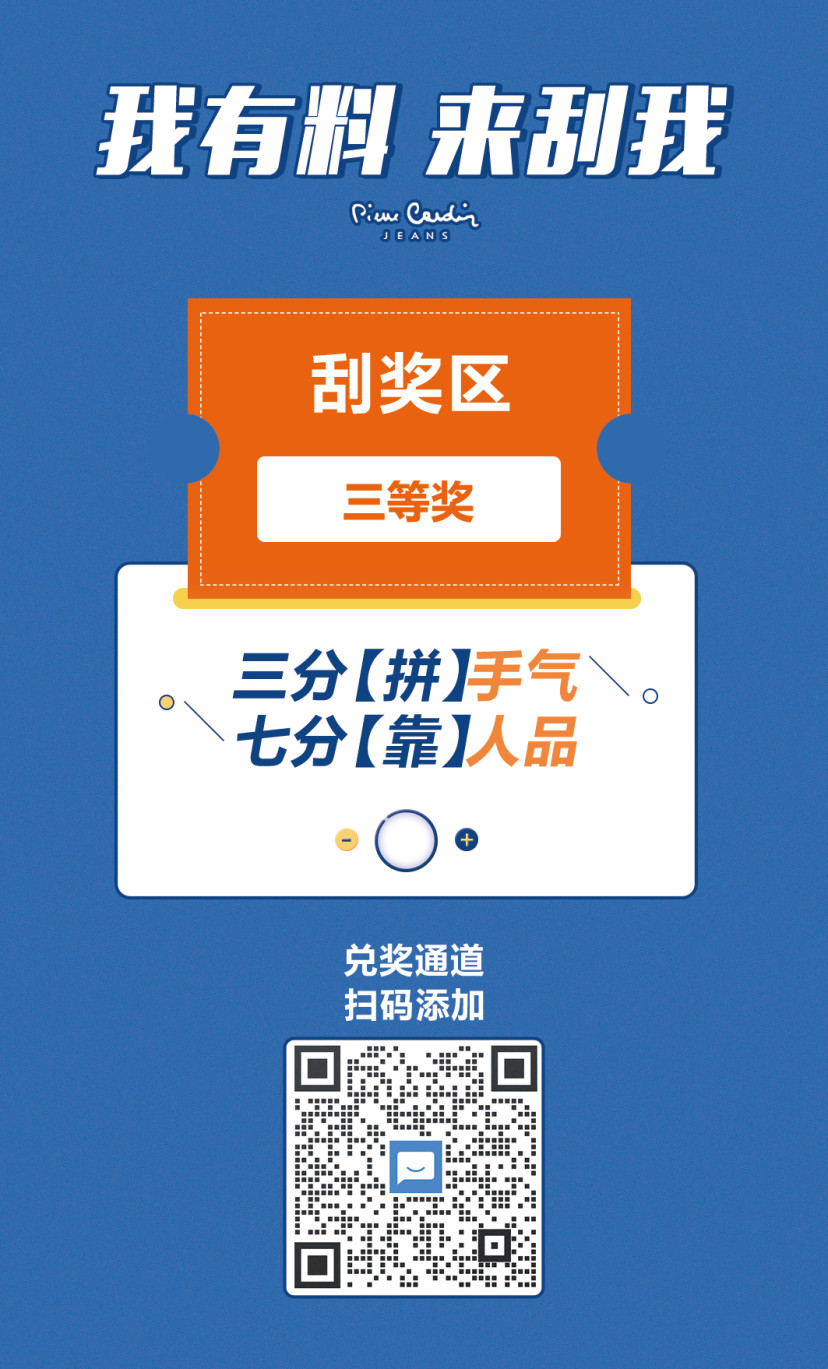 我有料 来刮我
Pierre Cardin
JEANS
刮奖区
三等奖
三分【拼】手气
七分【靠】人品
兑奖通道
扫码添加